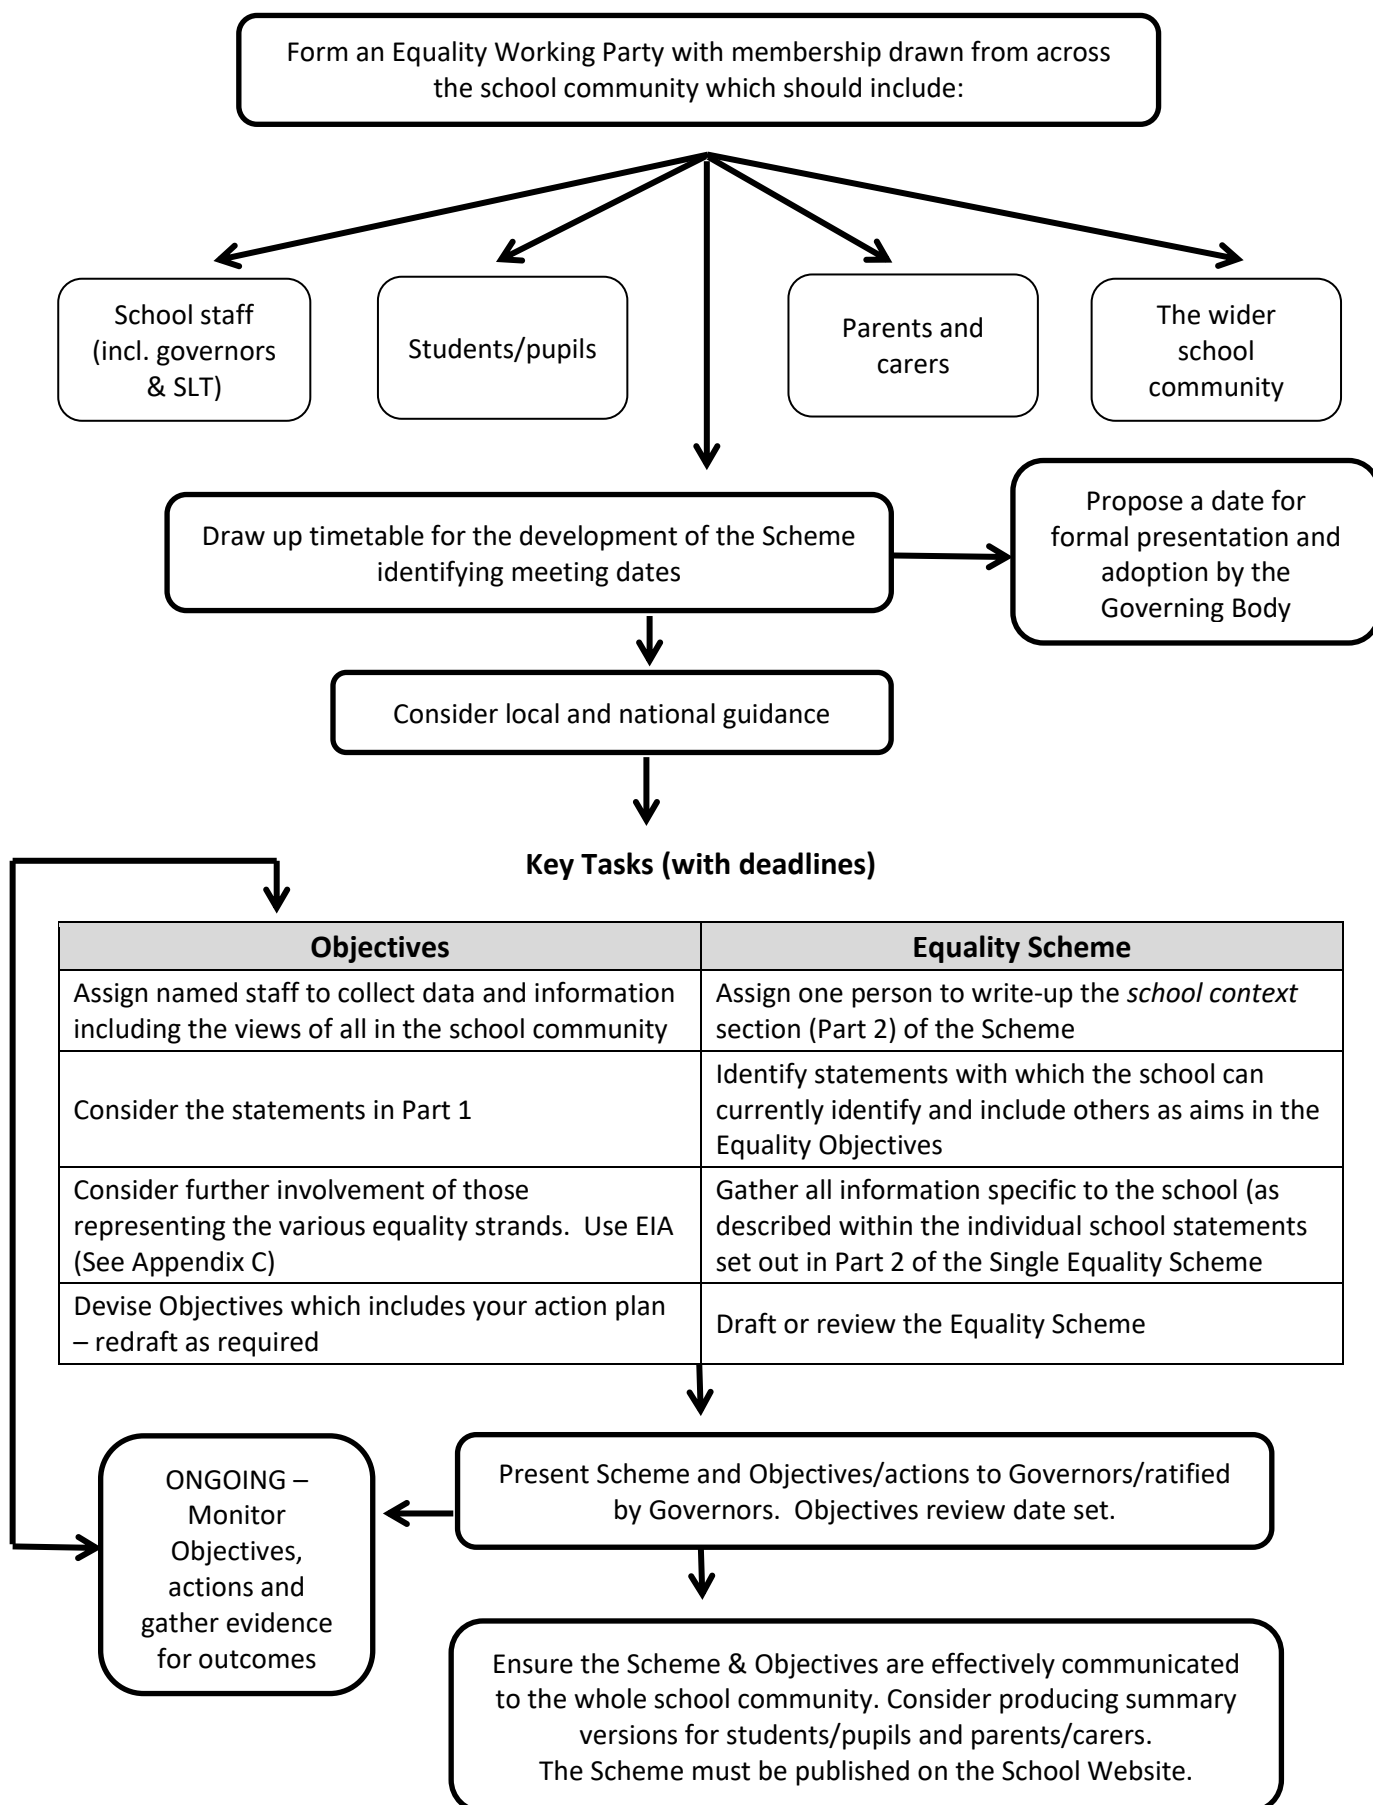 Form an Equality Working Party with membership drawn from across
the school community which should include:
School staff
(incl. governors
& SLT)
Students/pupils
Parents and
carers
The wider
school
community
Draw up timetable for the development of the Scheme
identifying meeting dates
Propose a date for
formal presentation and
adoption by the
Governing Body
Consider local and national guidance
Key Tasks (with deadlines)
Objectives
Equality Scheme
Assign named staff to collect data and information
including the views of all in the school community
Assign one person to write-up the school context
section (Part 2) of the Scheme
Consider the statements in Part 1
Identify statements with which the school can
currently identify and include others as aims in the
Equality Objectives
Consider further involvement of those
representing the various equality strands.  Use EIA
(See Appendix C)
Gather all information specific to the school (as
described within the individual school statements
set out in Part 2 of the Single Equality Scheme
Devise Objectives which includes your action plan
– redraft as required
Draft or review the Equality Scheme
Present Scheme and Objectives/actions to Governors/ratified
by Governors.  Objectives review date set.
ONGOING –
Monitor
Objectives,
actions and
gather evidence
for outcomes
Ensure the Scheme & Objectives are effectively communicated
to the whole school community. Consider producing summary
versions for students/pupils and parents/carers.
The Scheme must be published on the School Website.